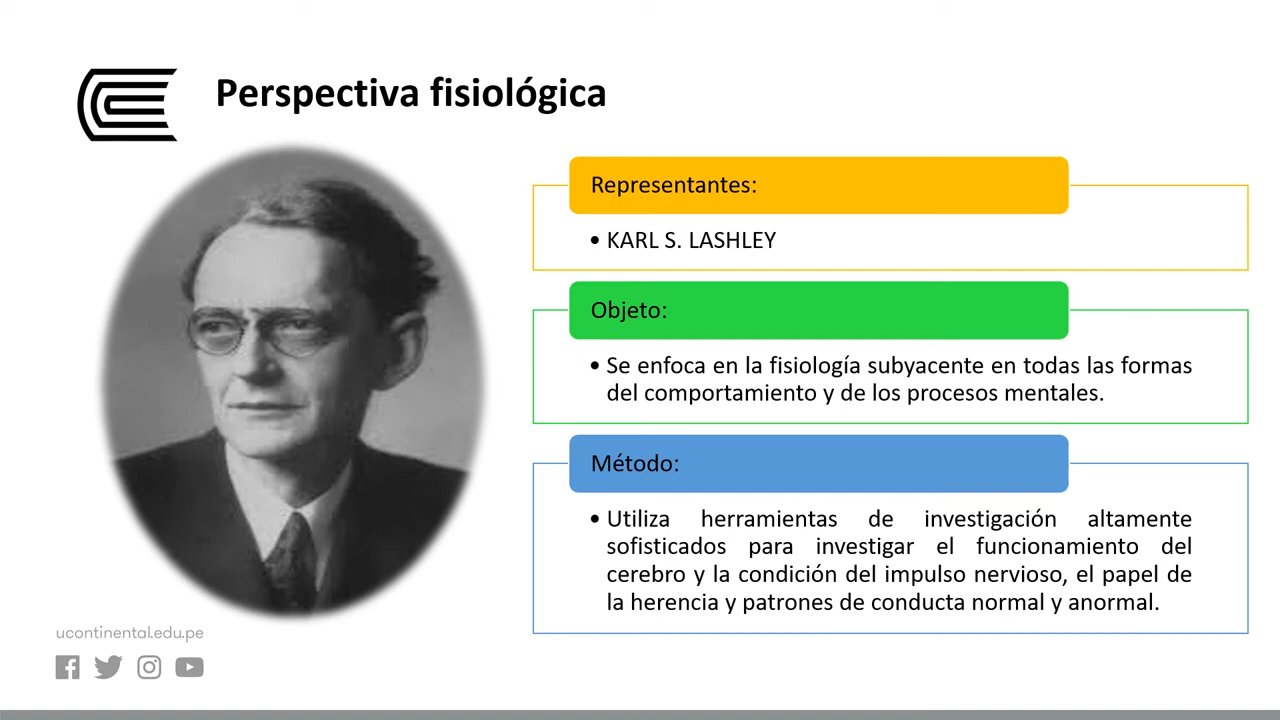 Perspectiva fisiológica
Representantes:
• KARL S. LASHLEY
Objeto:
• Se enfoca en la fisiología subyacente en todas las formas
del comportamiento y de los procesos mentales.
Método:
• Utiliza herramientas de investigación altamente
sofisticados para investigar el funcionamiento del
cerebro y la condición del impulso nervioso, el papel de
la herencia y patrones de conducta normal y anormal.
ucontinental.edu.pe